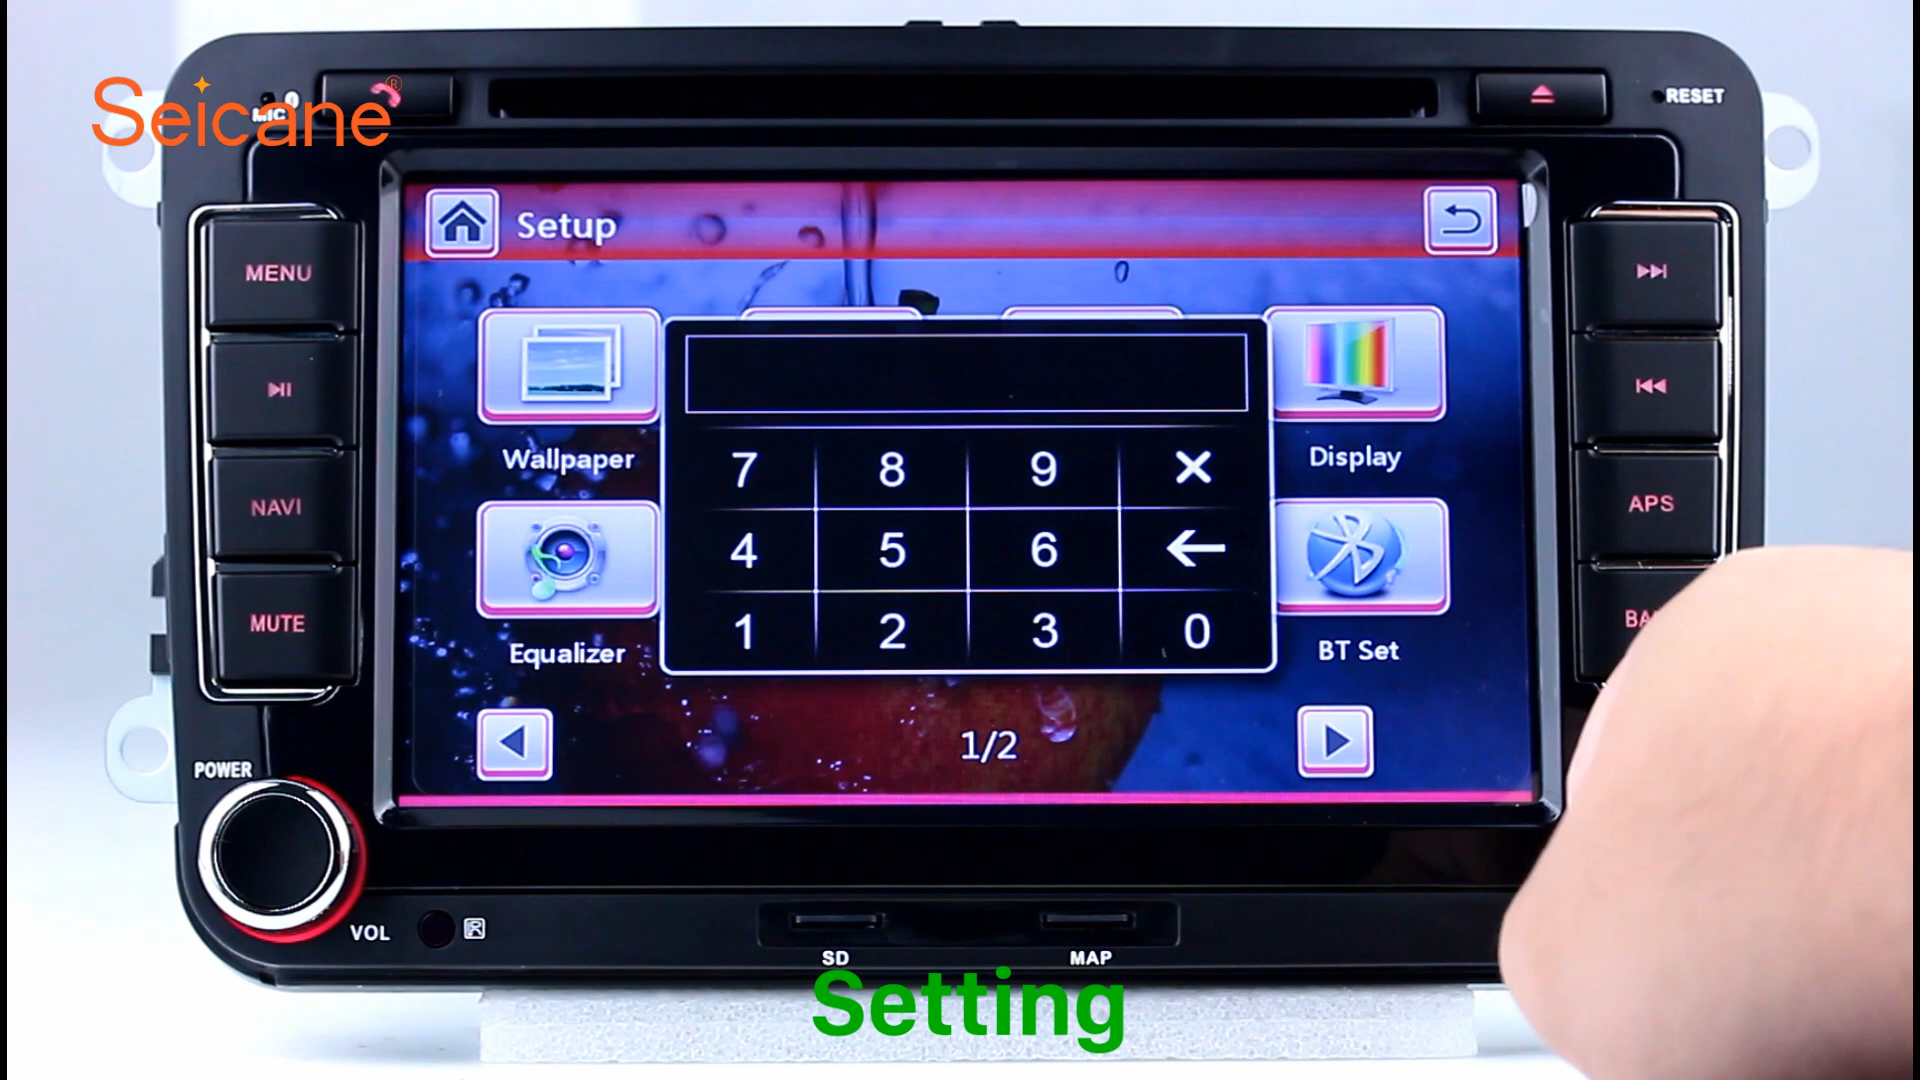 Seicane®
MIC
RESET
Setup
MENU
NAVI
MUTE
APS
Wallpaper
Display
7 8 9 ×
4 5 6 ←
1 2 3 0
Equalizer
BT Set
1/2
POWER
VOL
IR
SD
MAP
Setting